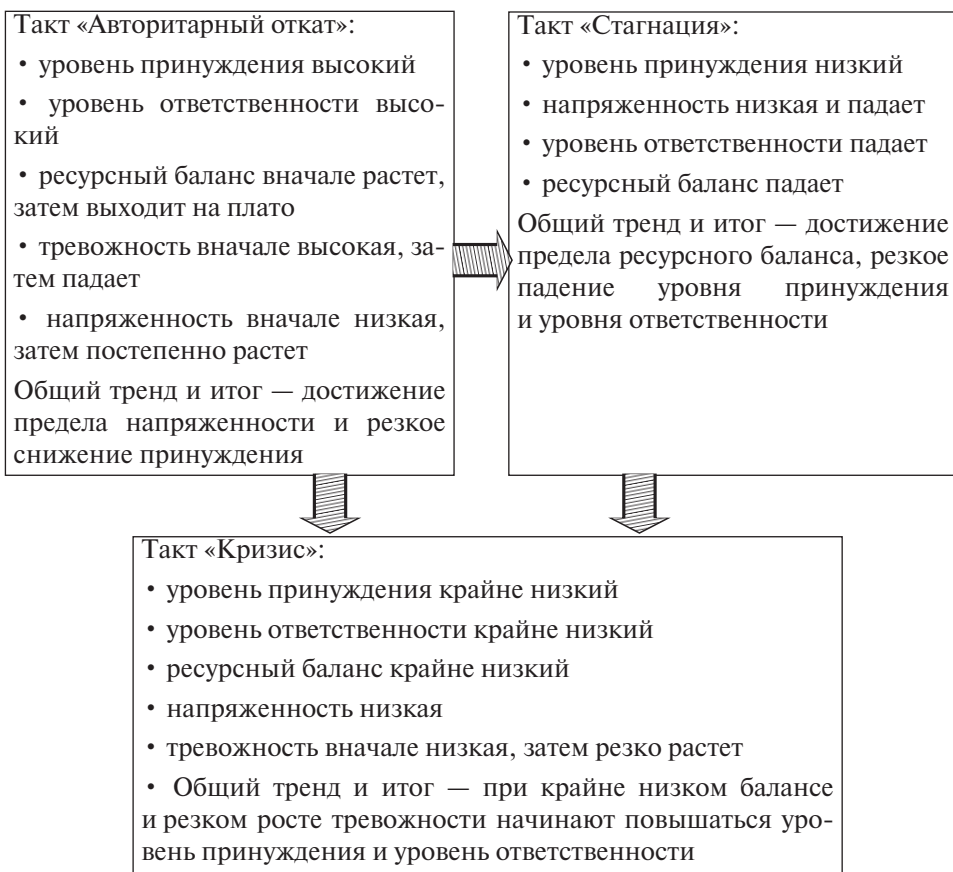 Такт «Авторитарный откат»:
• уровень принуждения высокий
• уровень ответственности высо-
кий
• ресурсный баланс вначале растет,
затем выходит на плато
• тревожность вначале высокая, за-
тем падает
• напряженность вначале низкая,
затем постепенно растет
Общий тренд и итог — достижение
предела напряженности и резкое
снижение принуждения
Такт «Стагнация»:
• уровень принуждения низкий
• напряженность низкая и падает
• уровень ответственности падает
• ресурсный баланс падает
Общий тренд и итог — достижение
предела ресурсного баланса, резкое
падение уровня принуждения
и уровня ответственности
Такт «Кризис»:
• уровень принуждения крайне низкий
• уровень ответственности крайне низкий
• ресурсный баланс крайне низкий
• напряженность низкая
• тревожность вначале низкая, затем резко растет
• Общий тренд и итог — при крайне низком балансе
и резком росте тревожности начинают повышаться уро-
вень принуждения и уровень ответственности